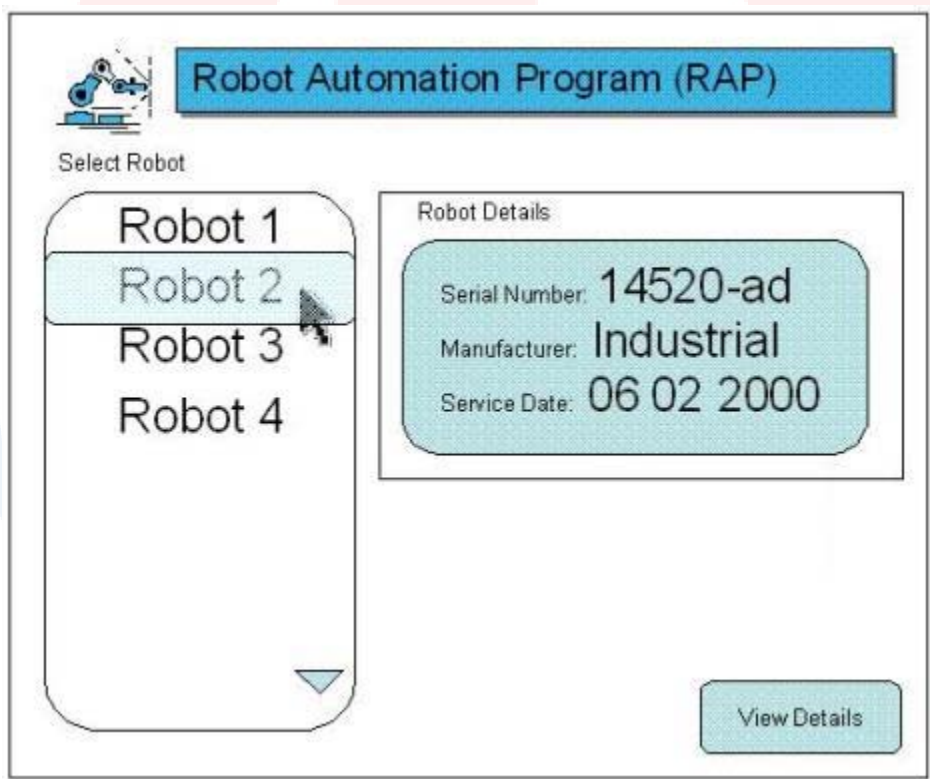 Robot Automation Program (RAP)
Select Robot
Robot 1
Robot 2
Robot 3
Robot 4
Robot Details
Serial Number: 14520-ad
Manufacturer: Industrial
Service Date: 06 02 2000
View Details